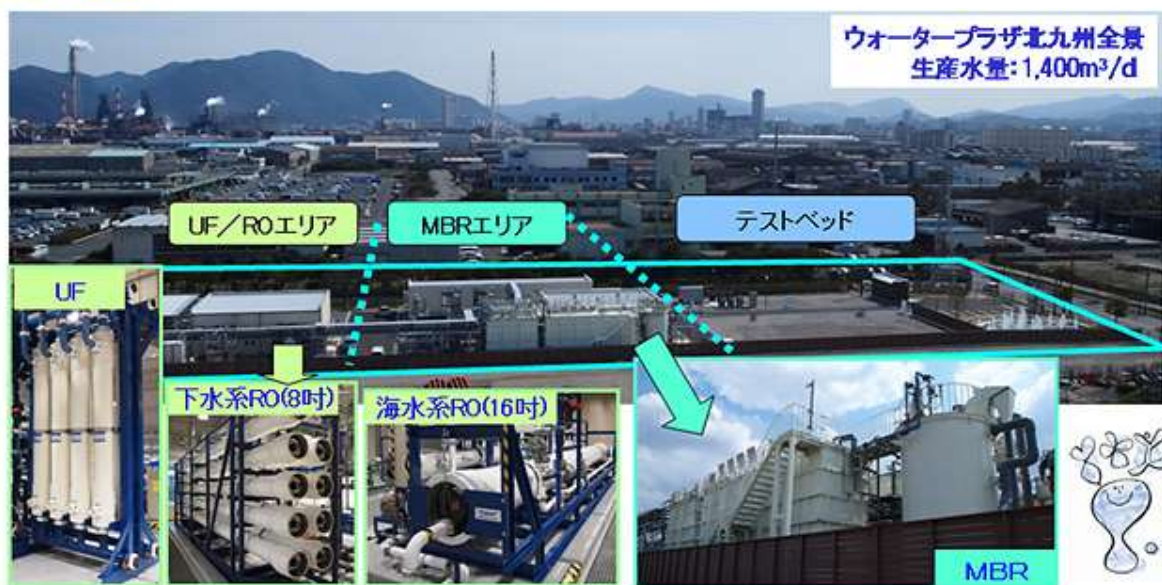 ウォータープラザ北九州全景
生産水量:1,400m³/d
UF/ROエリア
MBRエリア
テストベッド
UF
下水系RO(8吋)
海水系RO(16吋)
MBR